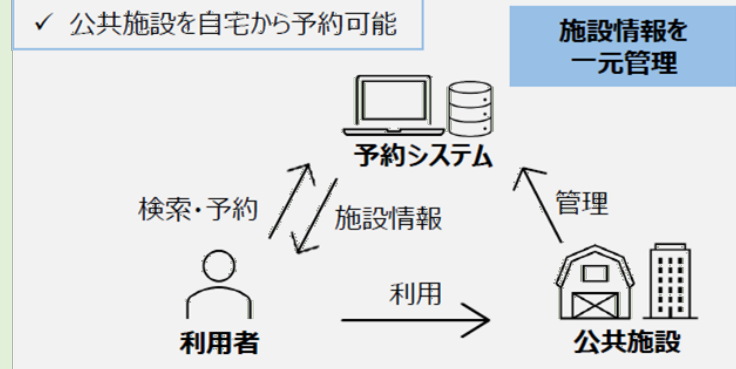 ✓ 公共施設を自宅から予約可能
施設情報を
一元管理
予約システム
検索・予約
施設情報
管理
利用
利用者
公共施設